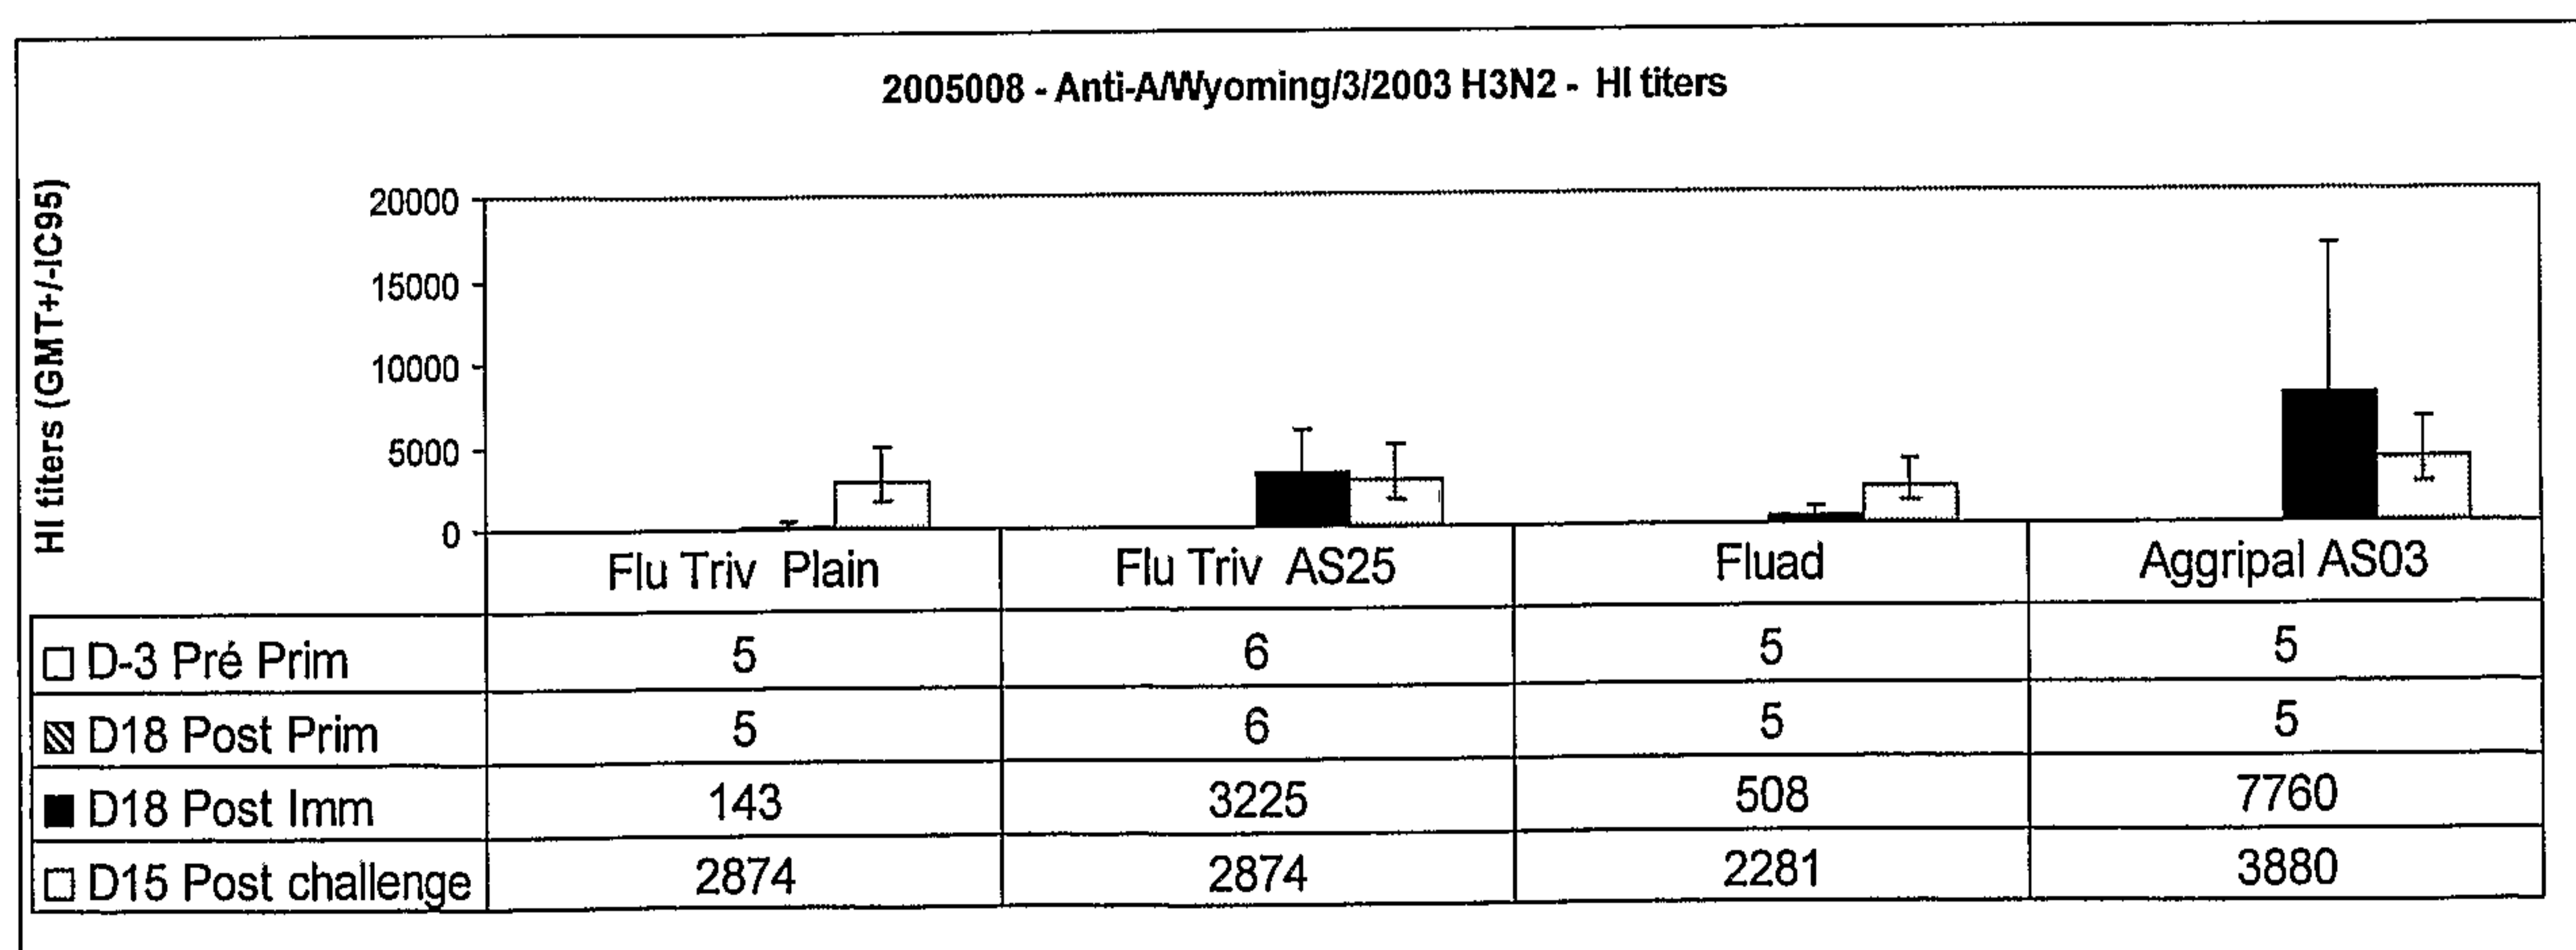 2005008 - Anti-A/Wyoming/3/2003 H3N2 - HI titers
HI titers (GMT+/-IC95)
20000
15000
10000
5000
0
Flu Triv Plain Flu Triv AS25 Fluad Aggripal AS03
D-3 Pré Prim 5 6 5 5
D18 Post Prim 5 6 5 5
D18 Post Imm 143 3225 508 7760
D15 Post challenge 2874 2874 2281 3880